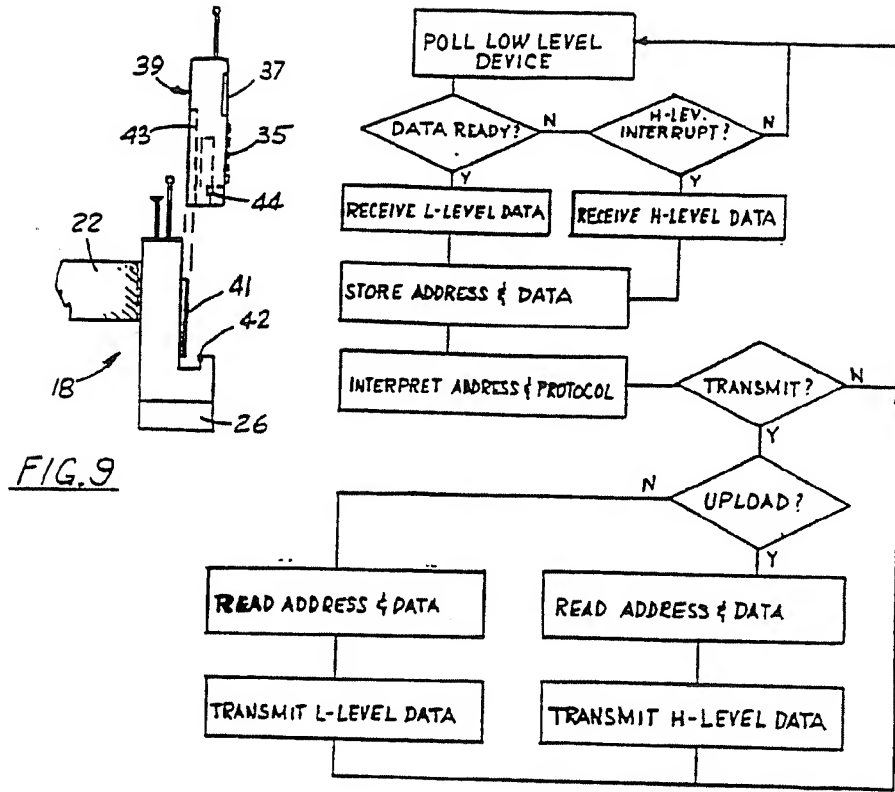 39
37
43
35
44
22
41
42
18
26
FIG.9
POLL LOW LEVEL
DEVICE
DATA READY?
N
H-LEV.
INTERRUPT?
N
Y
Y
RECEIVE L-LEVEL DATA
RECEIVE H-LEVEL DATA
STORE ADDRESS & DATA
INTERPRET ADDRESS & PROTOCOL
TRANSMIT?
N
Y
N
UPLOAD?
Y
READ ADDRESS & DATA
READ ADDRESS & DATA
TRANSMIT L-LEVEL DATA
TRANSMIT H-LEVEL DATA